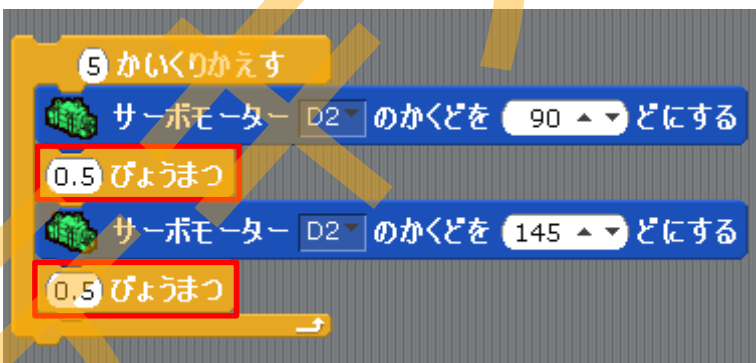 5 かいくりかえす
サーボモーター D2 のかくどを 90 どにする
0.5 びょうまつ
サーボモーター D2 のかくどを 145 どにする
0.5 びょうまつ